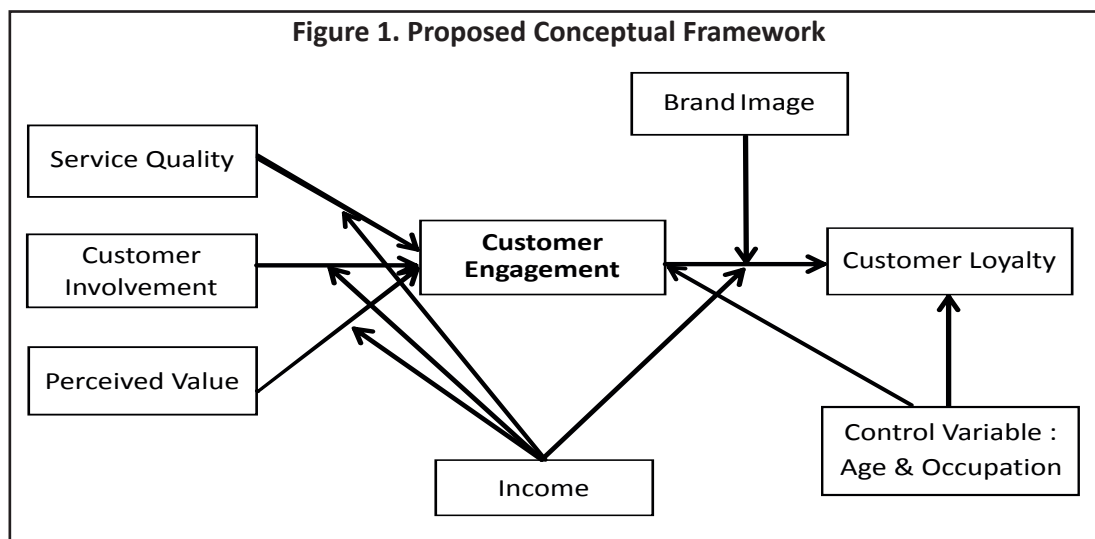 Figure 1. Proposed Conceptual Framework
Brand Image
Service Quality
Customer
Involvement
Customer
Engagement
Customer Loyalty
Perceived Value
Control Variable :
Age & Occupation
Income